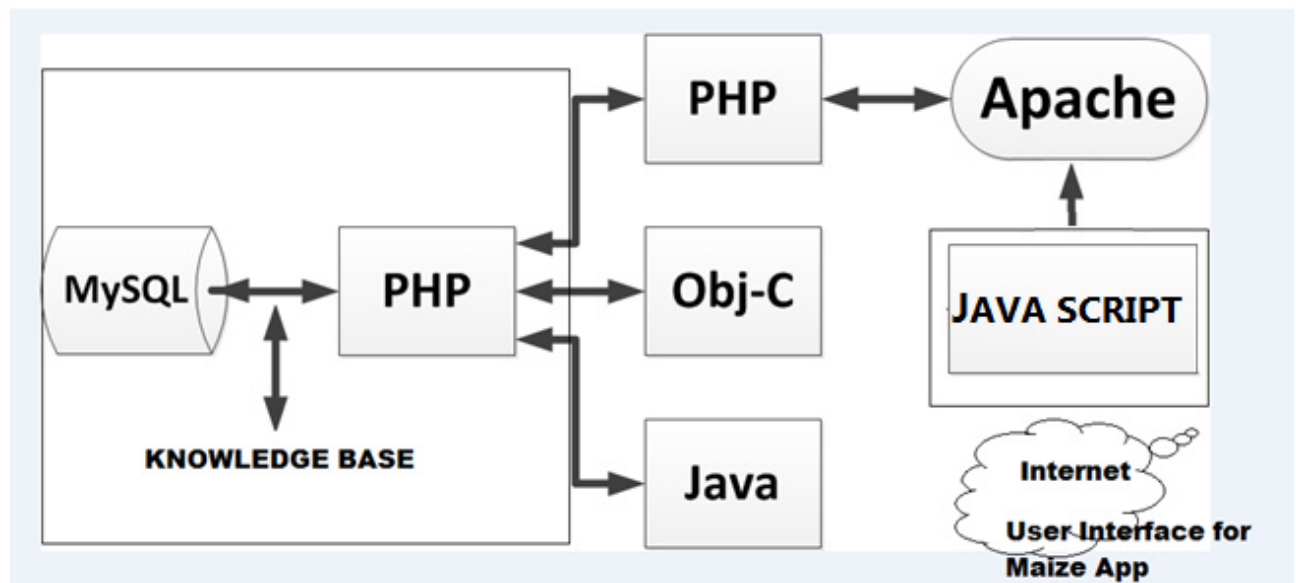 PHP
Apache
MySQL
PHP
Obj-C
JAVA SCRIPT
KNOWLEDGE BASE
Java
Internet
User Interface for
Maize App